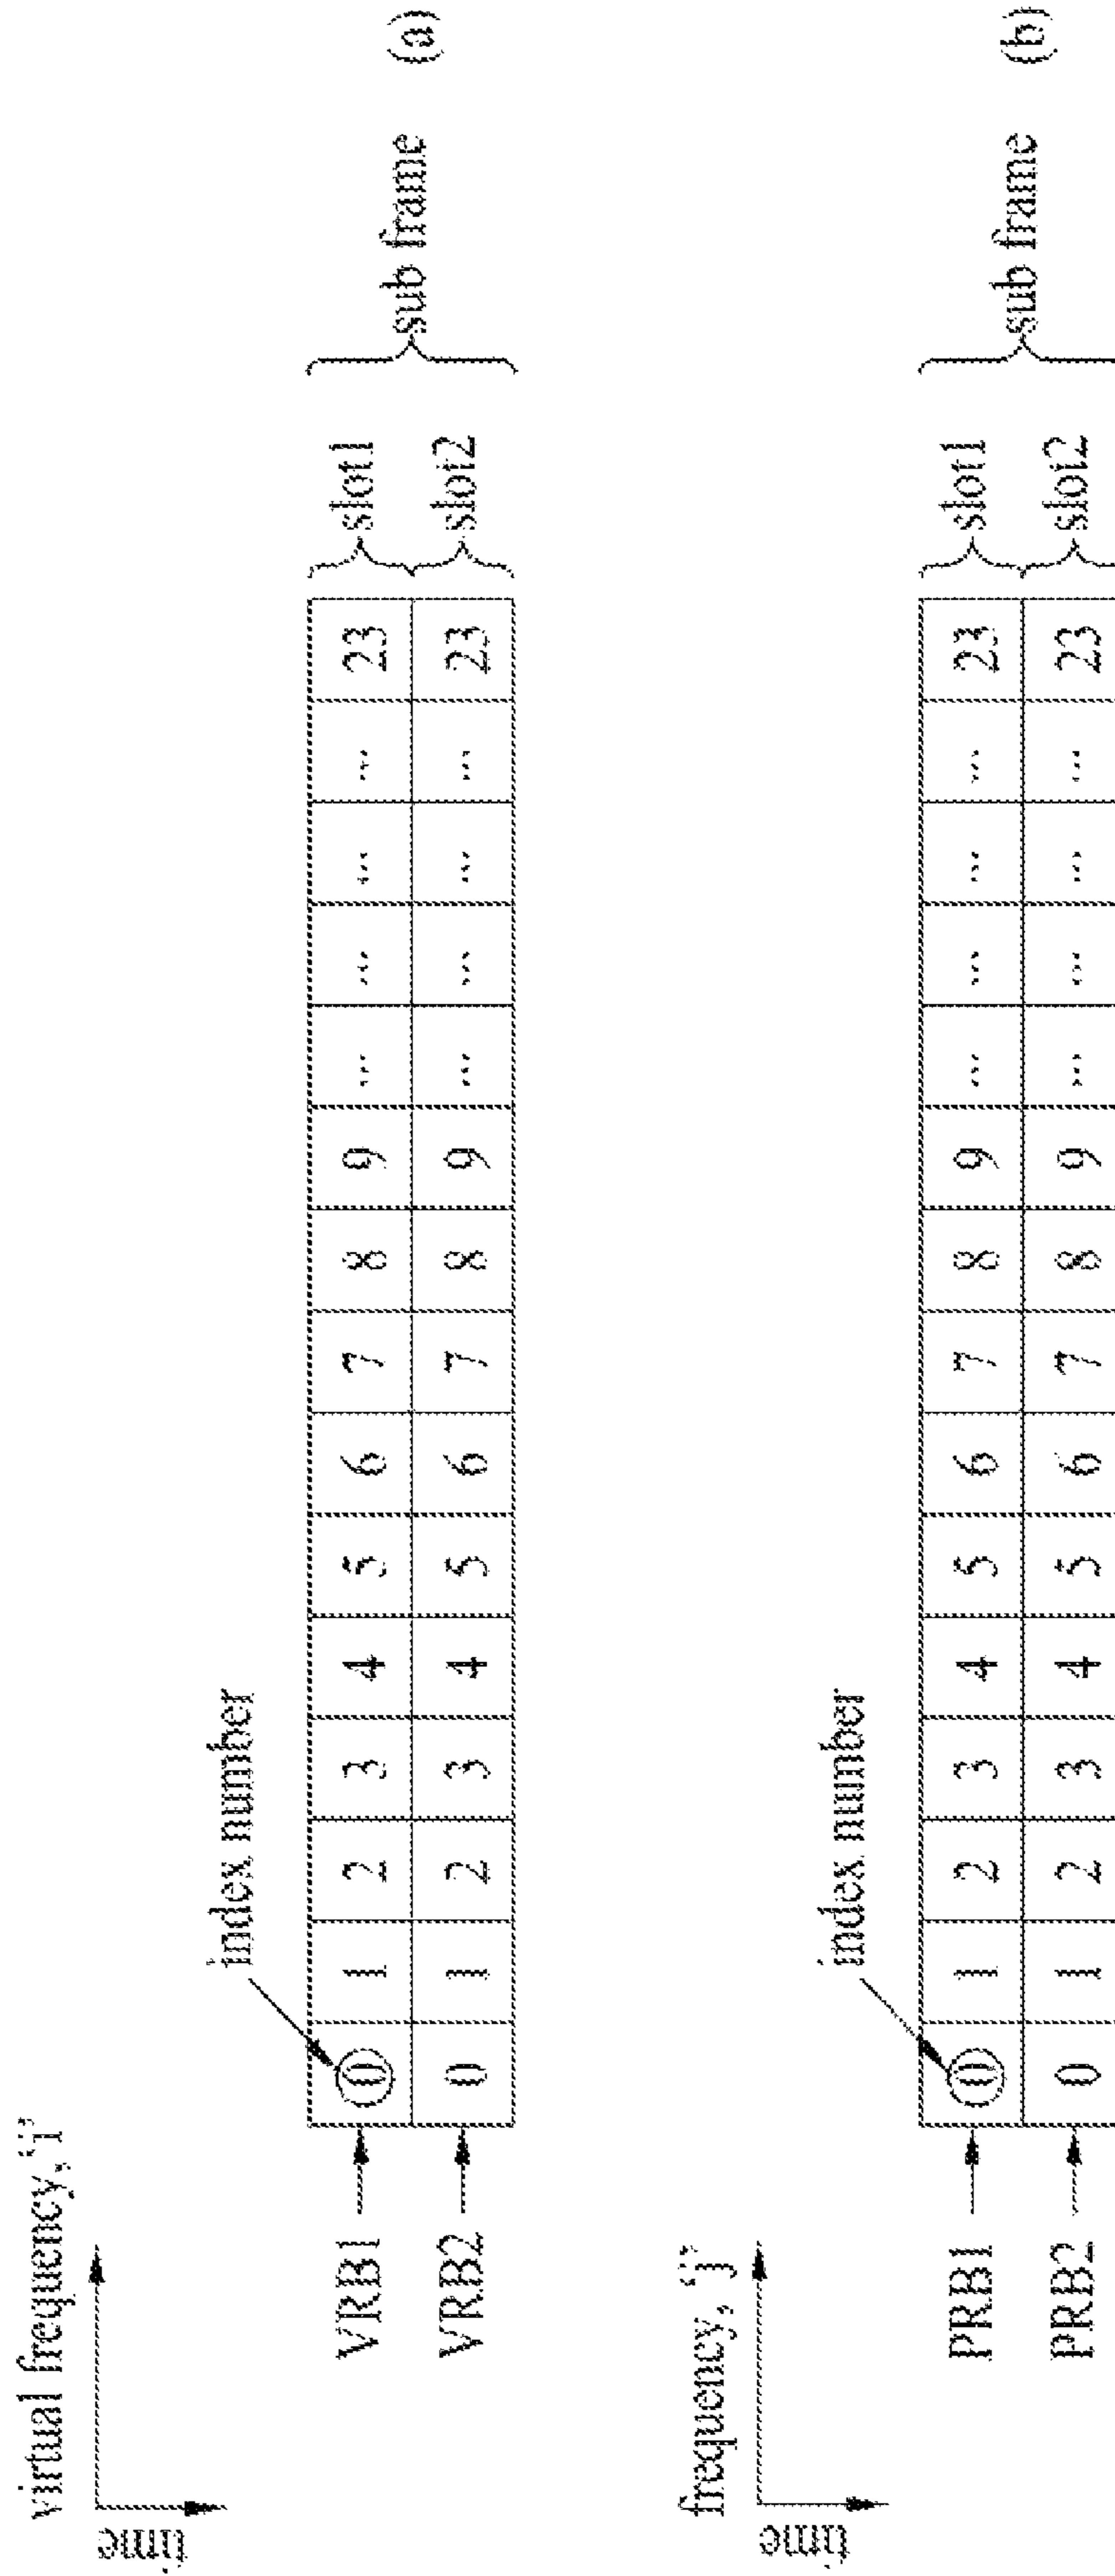 virtual frequency,'i'
time
index number
VRB1 0 1 2 3 4 5 6 7 8 9 ... ... ... ... 23 slot1
VRB2 0 1 2 3 4 5 6 7 8 9 ... ... ... ... 23 slot2
sub frame (a)
frequency, 'j'
time
index number
PRB1 0 1 2 3 4 5 6 7 8 9 ... ... ... ... 23 slot1
PRB2 0 1 2 3 4 5 6 7 8 9 ... ... ... ... 23 slot2
sub frame (b)